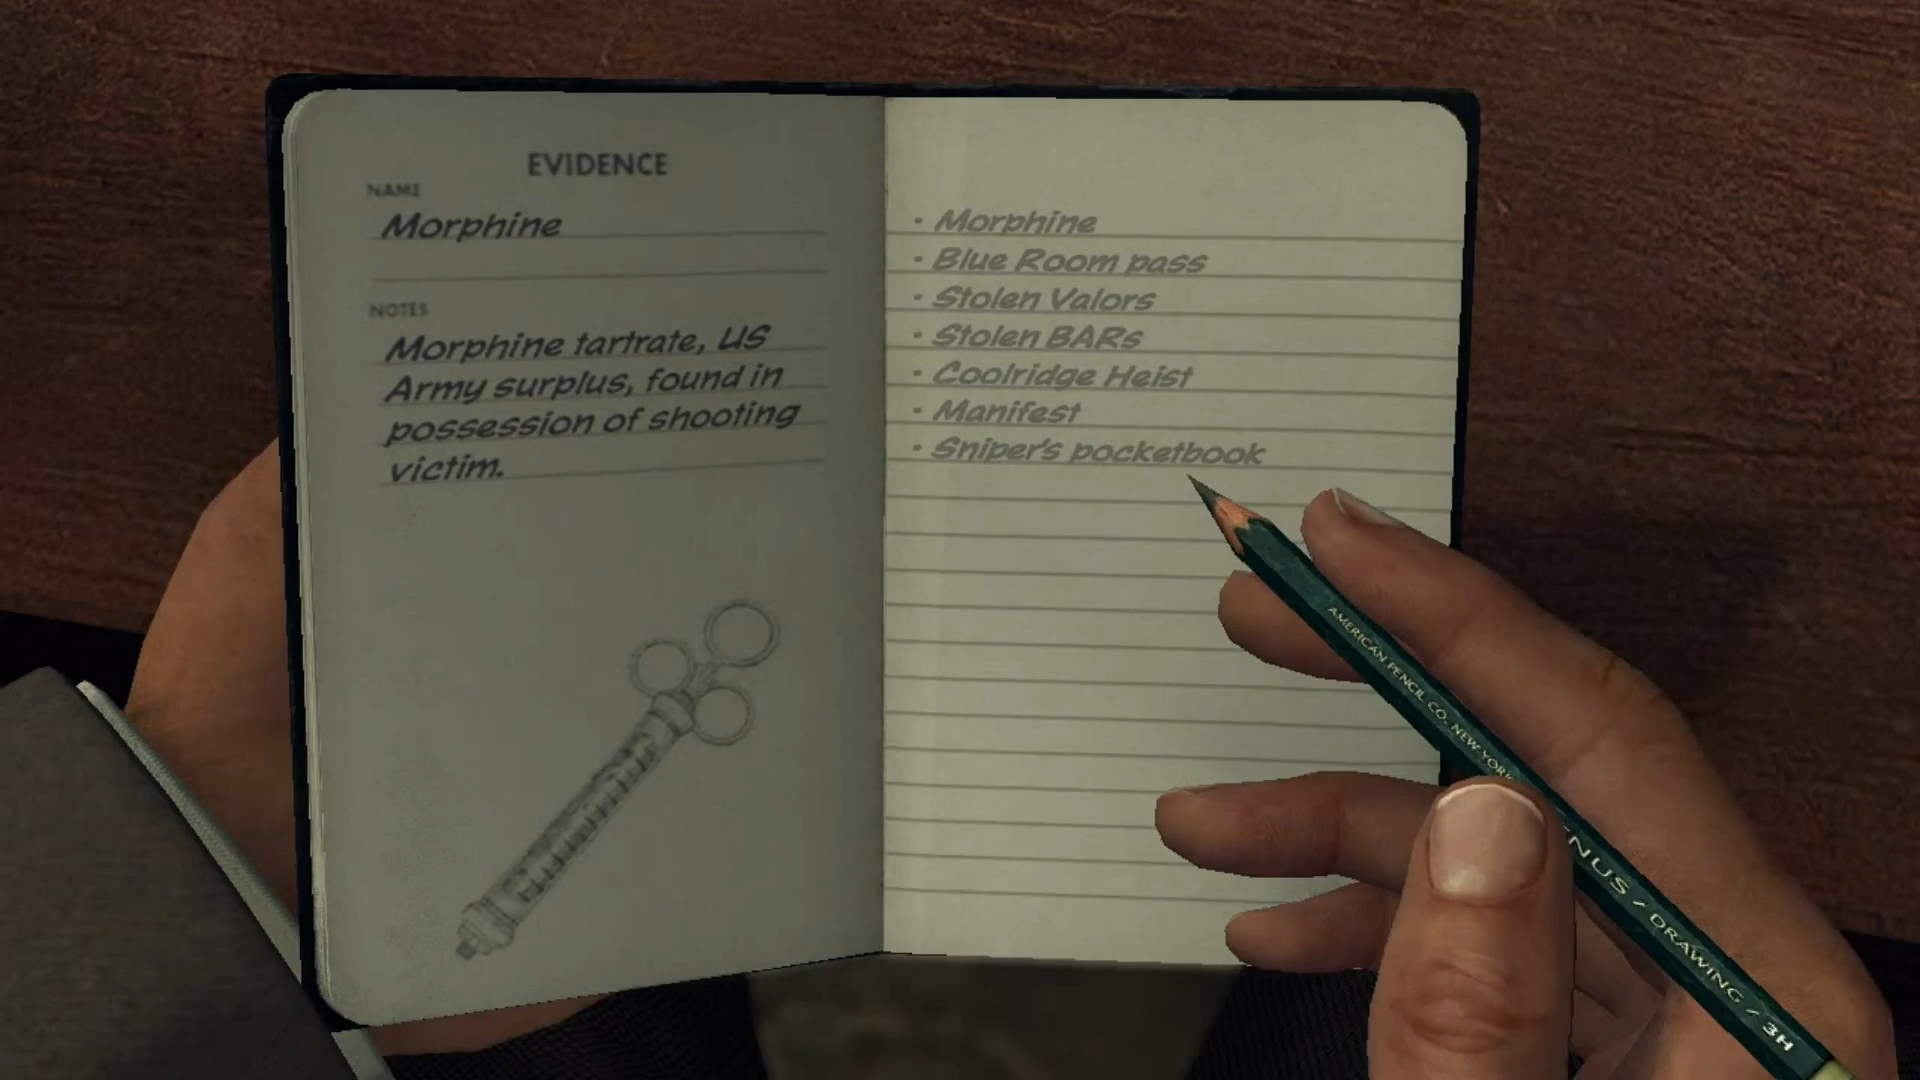 EVIDENCE
NAME
Morphine
NOTES
Morphine tartrate, US
Army surplus, found in
possession of shooting
victim.
• Morphine
• Blue Room pass
• Stolen Valors
• Stolen BARs
• Coolridge Heist
• Manifest
• Sniper's pocketbook
AMERICAN PENCIL CO. NEW YORK
NUS / DRAWING / 3H